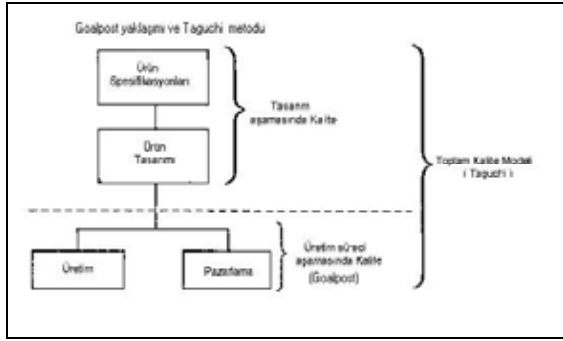 Goalpost yaklaşımı ve Taguchi metodu
Ürün
Spesifikasyonları
Tasarım
aşamasında Kalite
Ürün
Tasarımı
Toplam Kalite Modeli
( Taguchi )
Üretim
Pazarlama
Üretim süreci
aşamasında Kalite
(Goalpost)